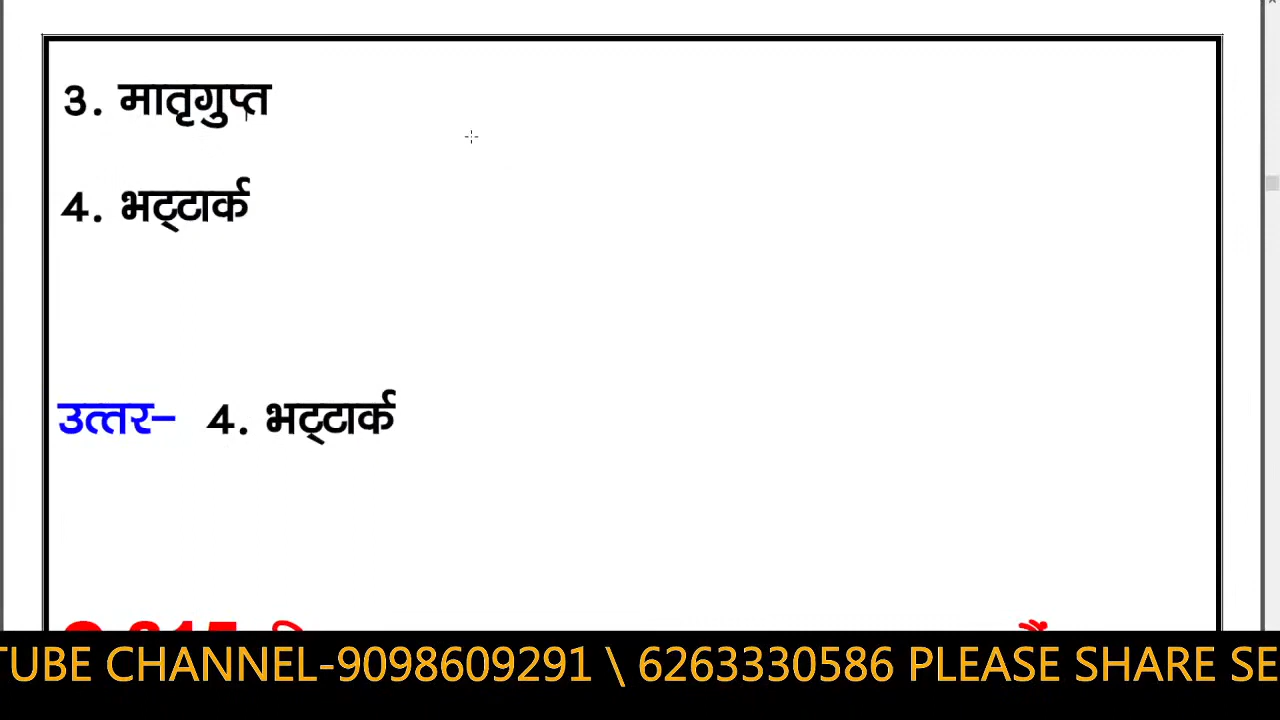 3. मातृगुप्त
4. भट्टार्क
उत्तर– 4. भट्टार्क
TUBE CHANNEL-9098609291 \ 6263330586 PLEASE SHARE SE